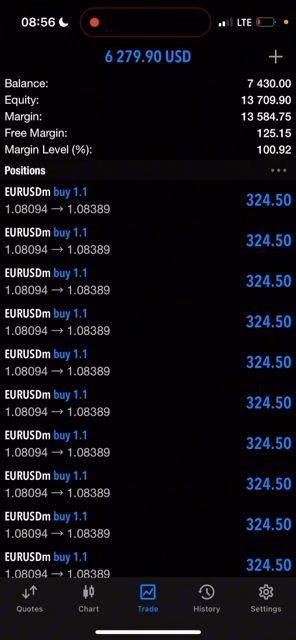 08:56 LTE
6 279.90 USD
Balance: 7 430.00
Equity: 13 709.90
Margin: 13 584.75
Free Margin: 125.15
Margin Level (%): 100.92
Positions
EURUSDm buy 1.1 324.50
1.08094 → 1.08389
EURUSDm buy 1.1 324.50
1.08094 → 1.08389
EURUSDm buy 1.1 324.50
1.08094 → 1.08389
EURUSDm buy 1.1 324.50
1.08094 → 1.08389
EURUSDm buy 1.1 324.50
1.08094 → 1.08389
EURUSDm buy 1.1 324.50
1.08094 → 1.08389
EURUSDm buy 1.1 324.50
1.08094 → 1.08389
EURUSDm buy 1.1 324.50
1.08094 → 1.08389
EURUSDm buy 1.1 324.50
1.08094 → 1.08389
EURUSDm buy 1.1 324.50
1.08094 → 1.08389
Quotes Chart Trade History Settings